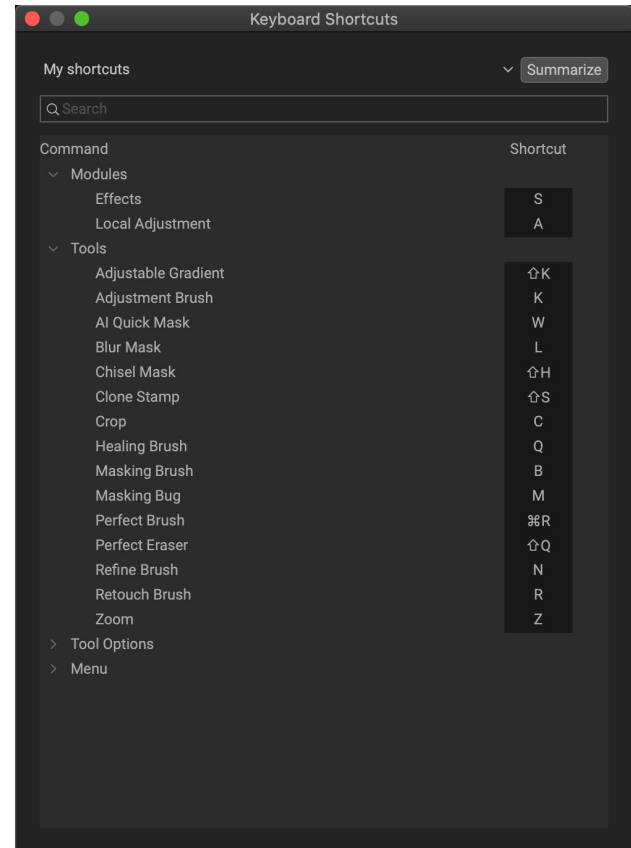 Keyboard Shortcuts
My shortcuts Summarize
Search
Command Shortcut
Modules
Effects S
Local Adjustment A
Tools
Adjustable Gradient ⇧K
Adjustment Brush K
AI Quick Mask W
Blur Mask L
Chisel Mask ⇧H
Clone Stamp ⇧S
Crop C
Healing Brush Q
Masking Brush B
Masking Bug M
Perfect Brush ⌘R
Perfect Eraser ⇧Q
Refine Brush N
Retouch Brush R
Zoom Z
Tool Options
Menu